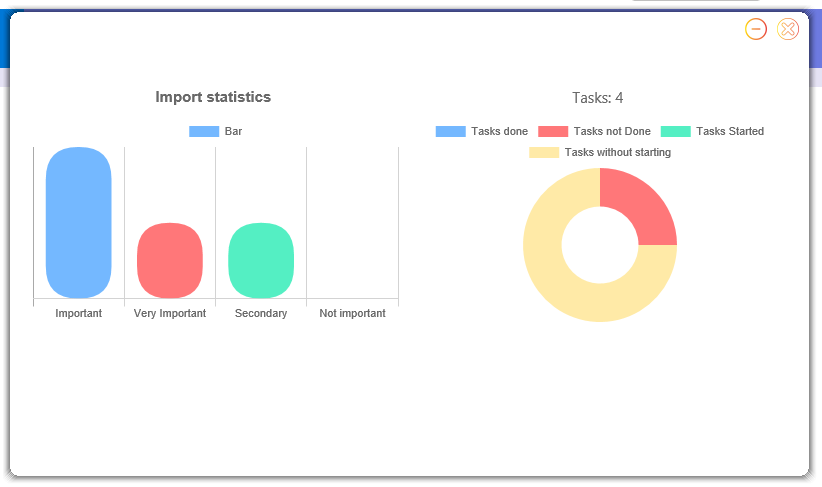 Import statistics
Bar
Important
Very Important
Secondary
Not important
Tasks: 4
Tasks done
Tasks not Done
Tasks Started
Tasks without starting